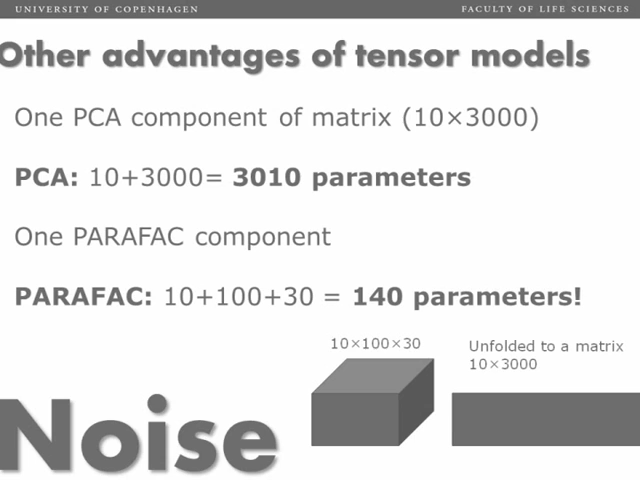 UNIVERSITY OF COPENHAGEN
FACULTY OF LIFE SCIENCES
Other advantages of tensor models
One PCA component of matrix (10×3000)
PCA: 10+3000= 3010 parameters
One PARAFAC component
PARAFAC: 10+100+30 = 140 parameters!
10×100×30
Unfolded to a matrix
10×3000
Noise